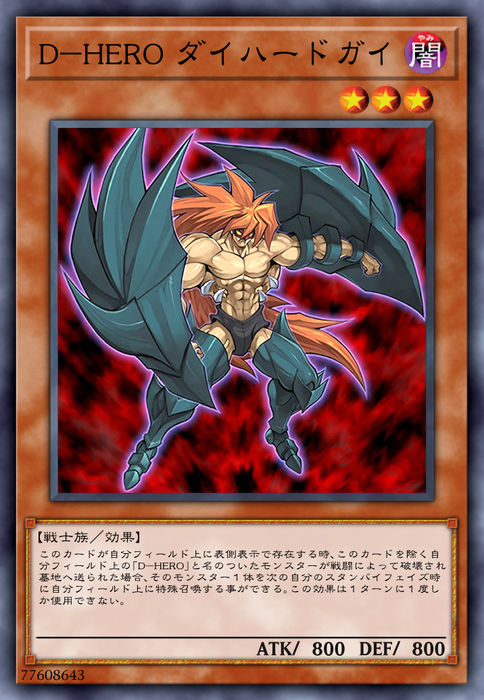 D−HERO ダイハードガイ
やみ
闇
【戦士族／効果】
このカードが自分フィールド上に表側表示で存在する時、このカードを除く自
分フィールド上の「D−HERO」と名のついたモンスターが戦闘によって破壊され
墓地へ送られた場合、そのモンスター１体を次の自分のスタンバイフェイズ時
に自分フィールド上に特殊召喚する事ができる。この効果は１ターンに１度し
か使用できない。
ATK/ 800 DEF/ 800
77608643